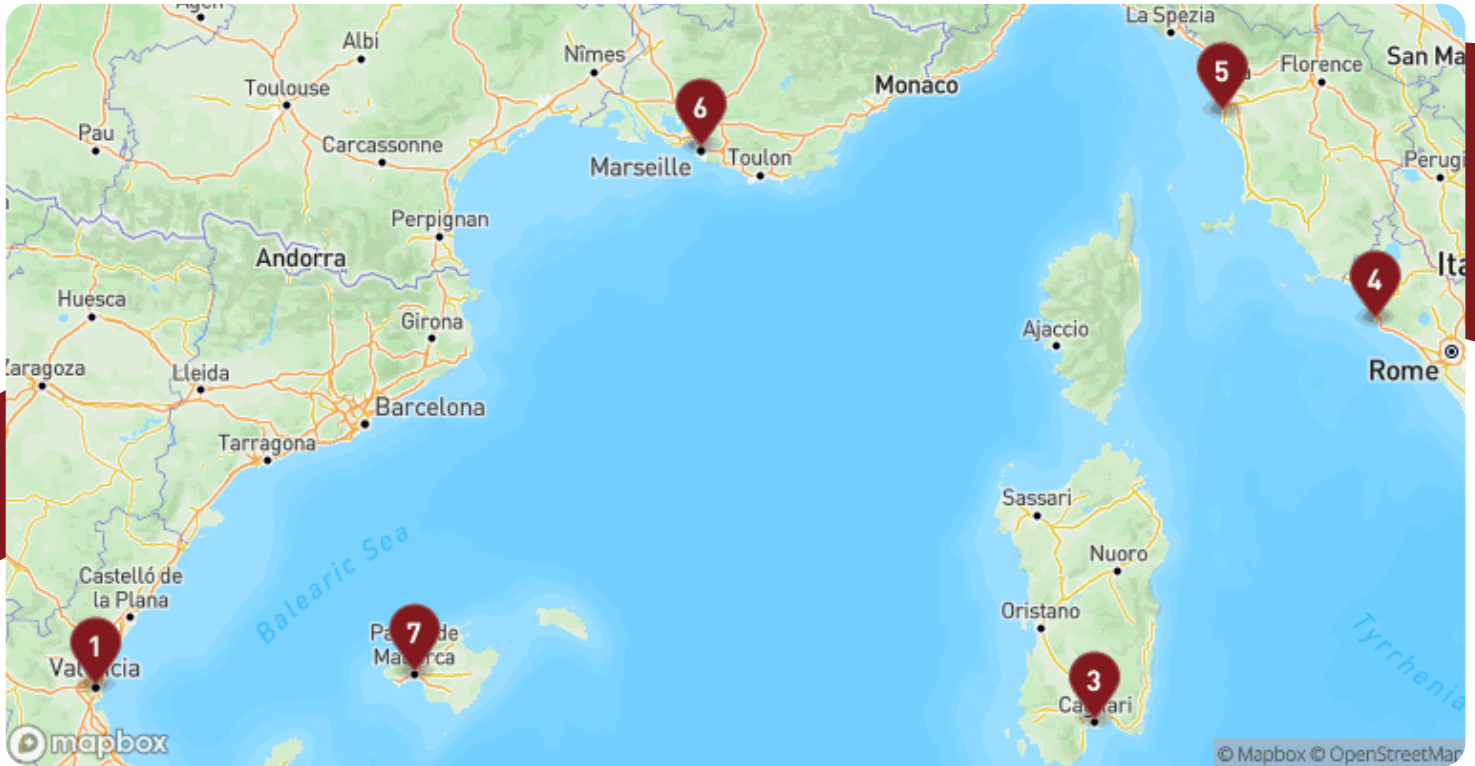 Agen
La Spezia
Albi
Nîmes
5
Florence
San Ma
Toulouse
Monaco
6
Pau
Carcassonne
Marseille
Toulon
Perugi
Perpignan
Andorra
Ita
4
Huesca
Girona
Ajaccio
Zaragoza
Lleida
Rome
Barcelona
Tarragona
Sassari
Balearic Sea
Nuoro
Castelló de
la Plana
Oristano
1
7
Tyrrhenia
3
mapbox
© Mapbox © OpenStreetMap